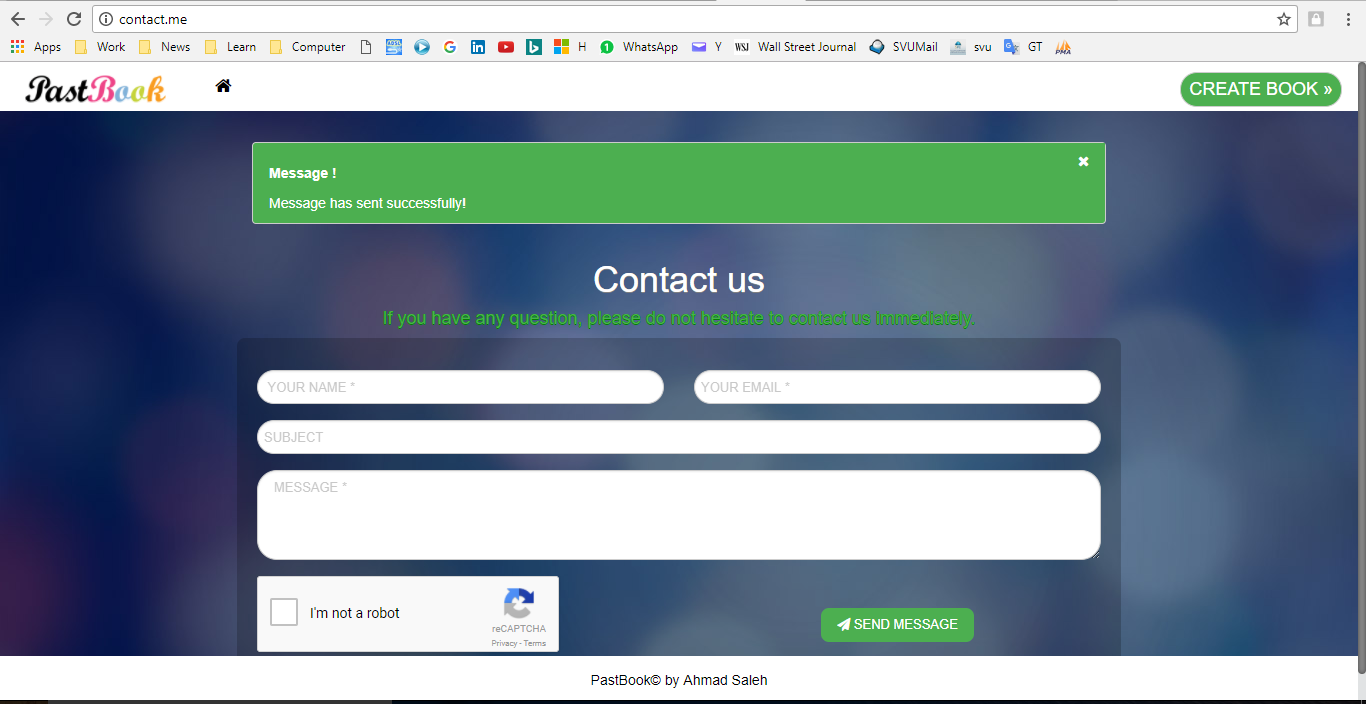 contact.me
Apps Work News Learn Computer H WhatsApp Y WSJ Wall Street Journal SVUMail svu GT
PastBook CREATE BOOK »
Message !
Message has sent successfully!
Contact us
If you have any question, please do not hesitate to contact us immediately.
YOUR NAME * YOUR EMAIL *
SUBJECT
MESSAGE *
I'm not a robot
reCAPTCHA
Privacy - Terms
SEND MESSAGE
PastBook© by Ahmad Saleh